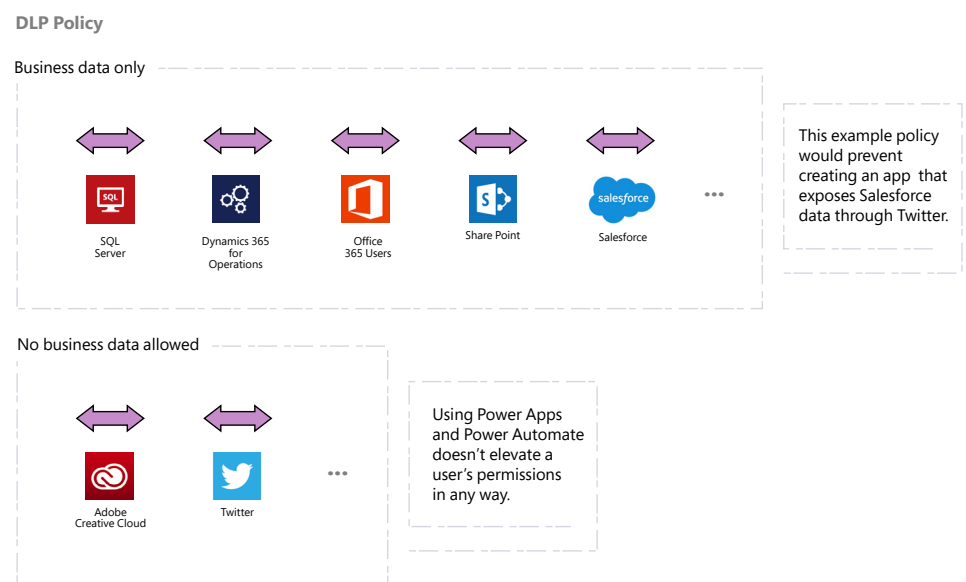 DLP Policy
Business data only
This example policy
would prevent
creating an app that
exposes Salesforce
data through Twitter.
SQL
S
salesforce
SQL
Server
Dynamics 365
for
Operations
Office
365 Users
Share Point
Salesforce
...
No business data allowed
Using Power Apps
and Power Automate
doesn't elevate a
user's permissions
in any way.
...
Adobe
Creative Cloud
Twitter